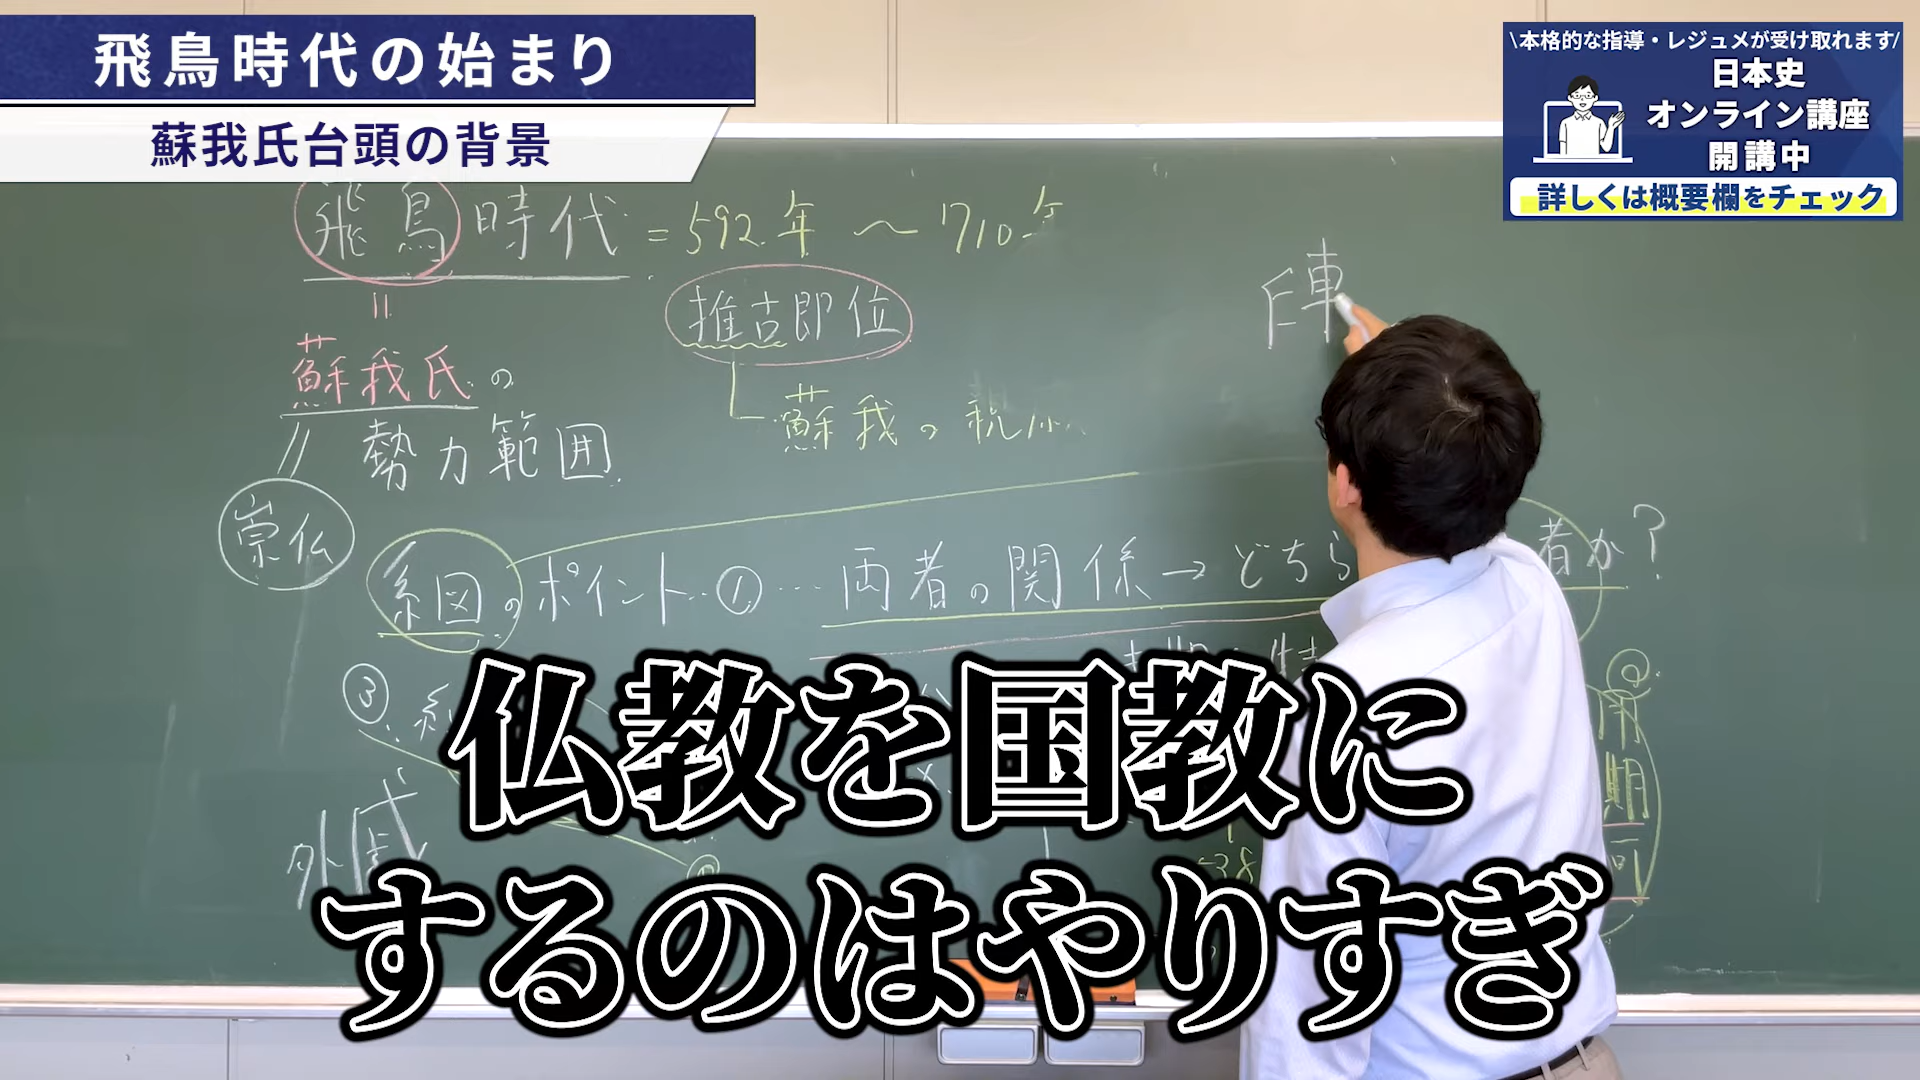 飛鳥時代の始まり
蘇我氏台頭の背景
\本格的な指導・レジュメが受け取れます/
日本史
オンライン講座
開講中
詳しくは概要欄をチェック
飛鳥時代=592年~710年
推古即位
蘇我の
蘇我氏の
勢力範囲
崇仏
系図のポイント①…両者の関係→どちら 者か?
③
外戚
仏教を国教に
するのはやりすぎ